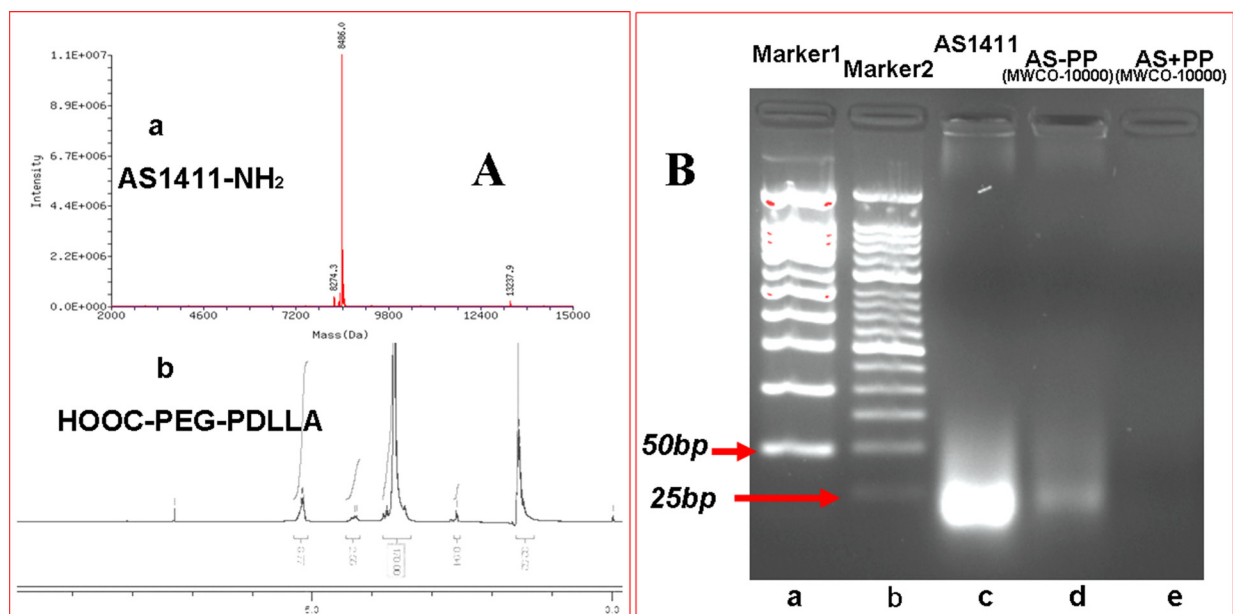 8486.0
1.1E+007
8.9E+006
6.7E+006
4.4E+006
2.2E+006
0.0E+000
Intensity
a
AS1411-NH2
A
8274.3
13237.9
2000 4600 7200 9800 12400 15000
Mass(Da)
b
HOOC-PEG-PDLLA
5.0 0.0
B
Marker1 Marker2 AS1411 AS-PP AS+PP
(MWCO-10000) (MWCO-10000)
50bp
25bp
a b c d e